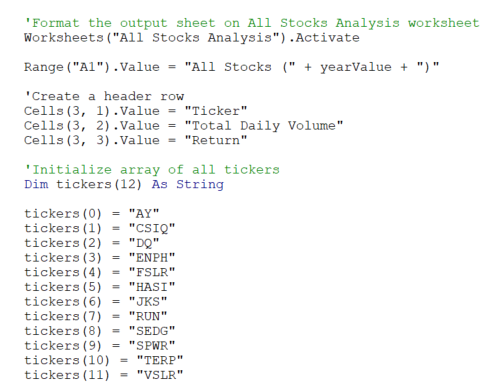 'Format the output sheet on All Stocks Analysis worksheet
Worksheets("All Stocks Analysis").Activate
Range("A1").Value = "All Stocks (" + yearValue + ")"
'Create a header row
Cells(3, 1).Value = "Ticker"
Cells(3, 2).Value = "Total Daily Volume"
Cells(3, 3).Value = "Return"
'Initialize array of all tickers
Dim tickers(12) As String
tickers(0) = "AY"
tickers(1) = "CSIQ"
tickers(2) = "DQ"
tickers(3) = "ENPH"
tickers(4) = "FSLR"
tickers(5) = "HASI"
tickers(6) = "JKS"
tickers(7) = "RUN"
tickers(8) = "SEDG"
tickers(9) = "SPWR"
tickers(10) = "TERP"
tickers(11) = "VSLR"